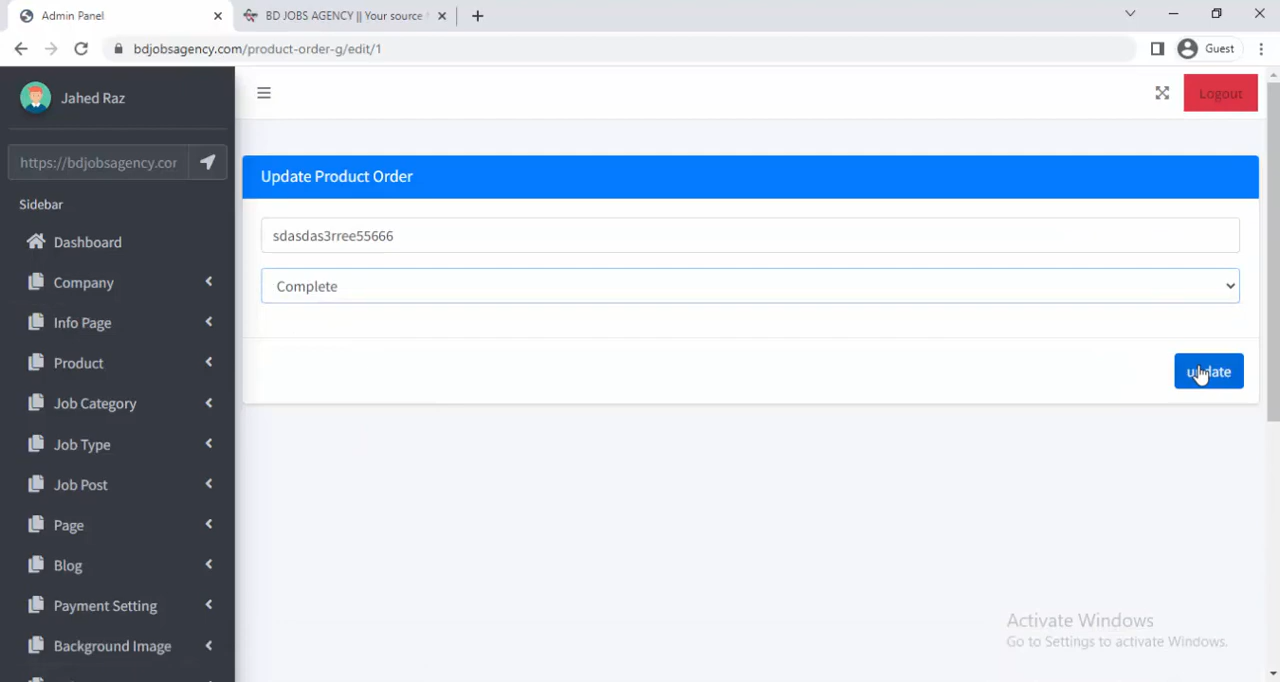 Admin Panel
BD JOBS AGENCY || Your source
bdjobsagency.com/product-order-g/edit/1
Guest
Jahed Raz
Logout
https://bdjobsagency.cor
Update Product Order
Sidebar
sdasdas3rree55666
Dashboard
Company
Complete
Info Page
Product
update
Job Category
Job Type
Job Post
Page
Blog
Payment Setting
Activate Windows
Go to Settings to activate Windows.
Background Image